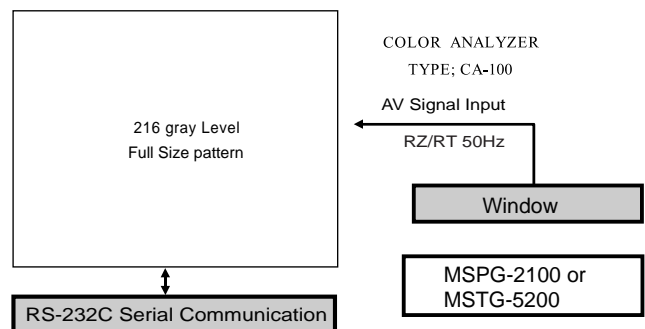 216 gray Level
Full Size pattern
RS-232C Serial Communication
COLOR ANALYZER
TYPE; CA-100
AV Signal Input
RZ/RT 50Hz
Window
MSPG-2100 or
MSTG-5200